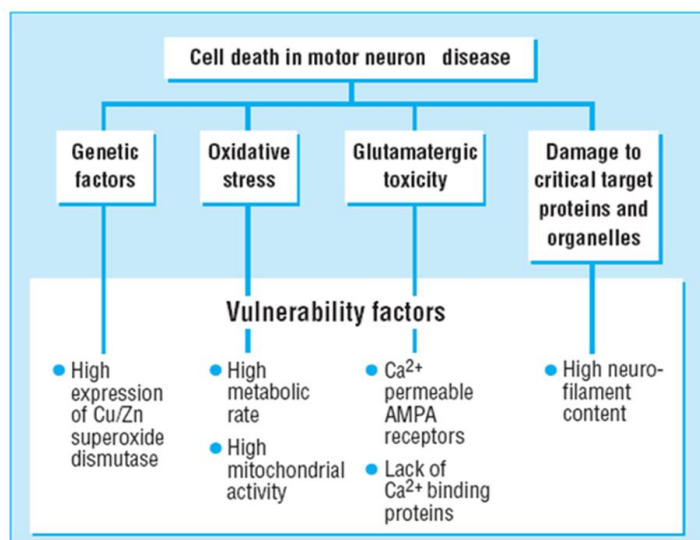 Cell death in motor neuron disease
Genetic
factors
Oxidative
stress
Glutamatergic
toxicity
Damage to
critical target
proteins and
organelles
Vulnerability factors
• High
expression
of Cu/Zn
superoxide
dismutase
• High
metabolic
rate
• High
mitochondrial
activity
• Ca²⁺
permeable
AMPA
receptors
• Lack of
Ca²⁺ binding
proteins
• High neuro-
filament
content